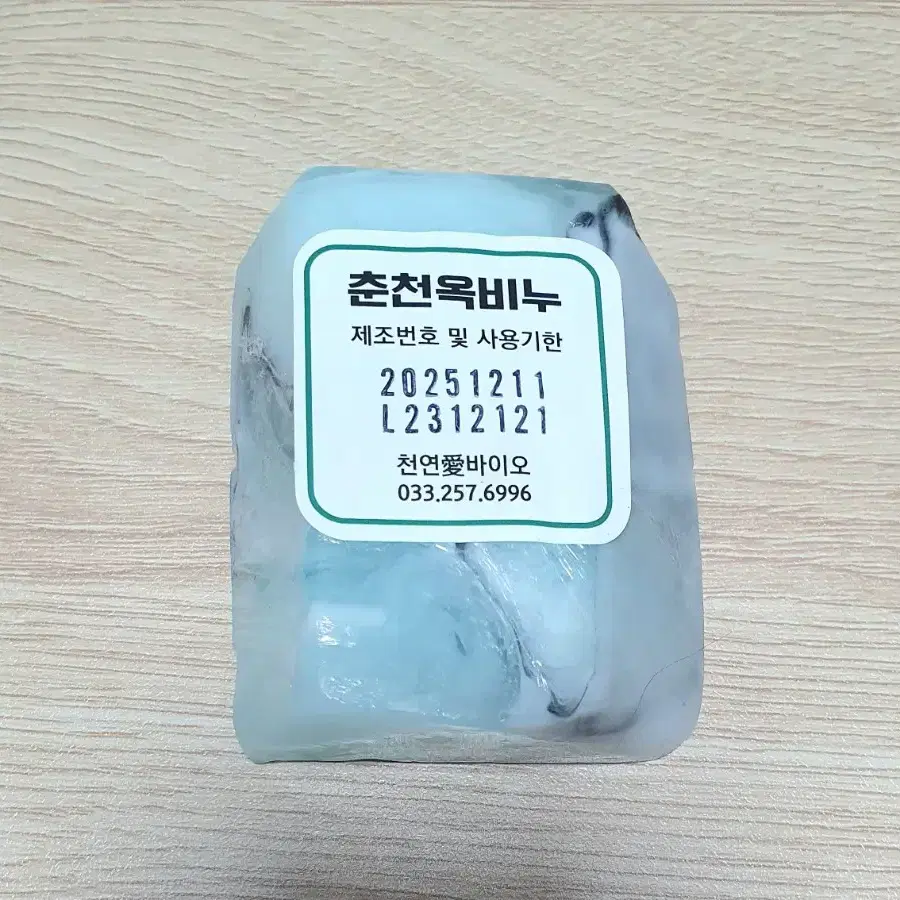 춘천옥비누
제조번호 및 사용기한
20251211
L2312121
천연愛바이오
033.257.6996